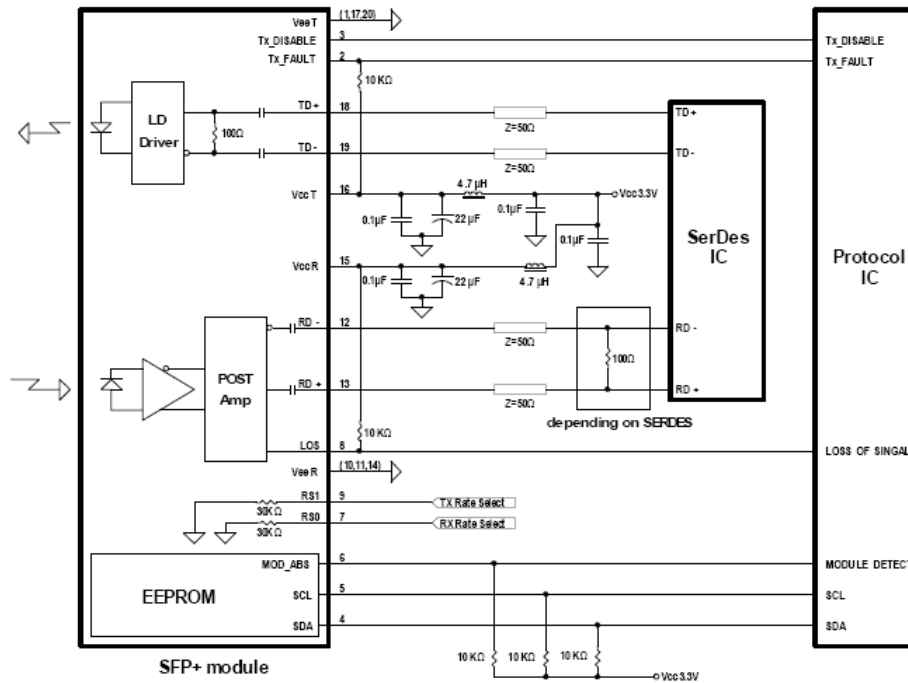 VeeT (1,17,20)
Tx_DISABLE 3 Tx_DISABLE
Tx_FAULT 2 Tx_FAULT
10 KΩ
LD Driver
100Ω
TD+ 18 Z=50Ω TD+
TD- 19 Z=50Ω TD-
VccT 16 4.7 µH Vcc3.3V
0.1µF 22 µF 0.1µF
0.1µF
SerDes IC
Protocol IC
VccR 15 4.7 µH
0.1µF 22 µF
POST Amp
RD - 12 Z=50Ω RD -
100Ω
RD + 13 Z=50Ω RD +
depending on SERDES
10 KΩ
LOS 8 LOSS OF SINGAL
VeeR (10,11,14)
RS1 9 TX Rate Select
30KΩ
RS0 7 RX Rate Select
30KΩ
EEPROM
MOD_ABS 6 MODULE DETECT
SCL 5 SCL
SDA 4 SDA
10 KΩ 10 KΩ 10 KΩ
Vcc3.3V
SFP+ module